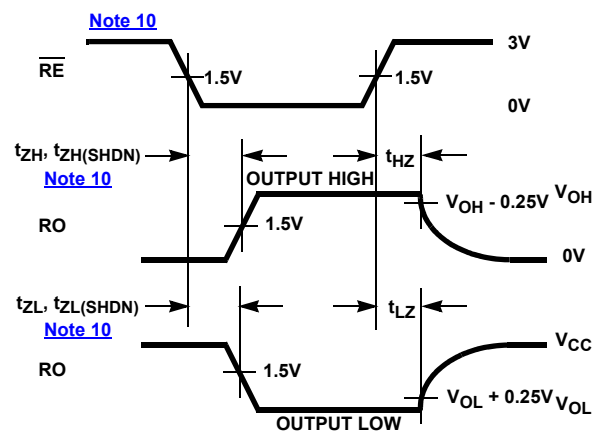 Note 10
RE
1.5V
1.5V
3V
0V
tZH, tZH(SHDN)
Note 10
tHZ
OUTPUT HIGH
RO
1.5V
VOH - 0.25V
VOH
0V
tZL, tZL(SHDN)
Note 10
tLZ
RO
1.5V
VCC
VOL + 0.25V
VOL
OUTPUT LOW